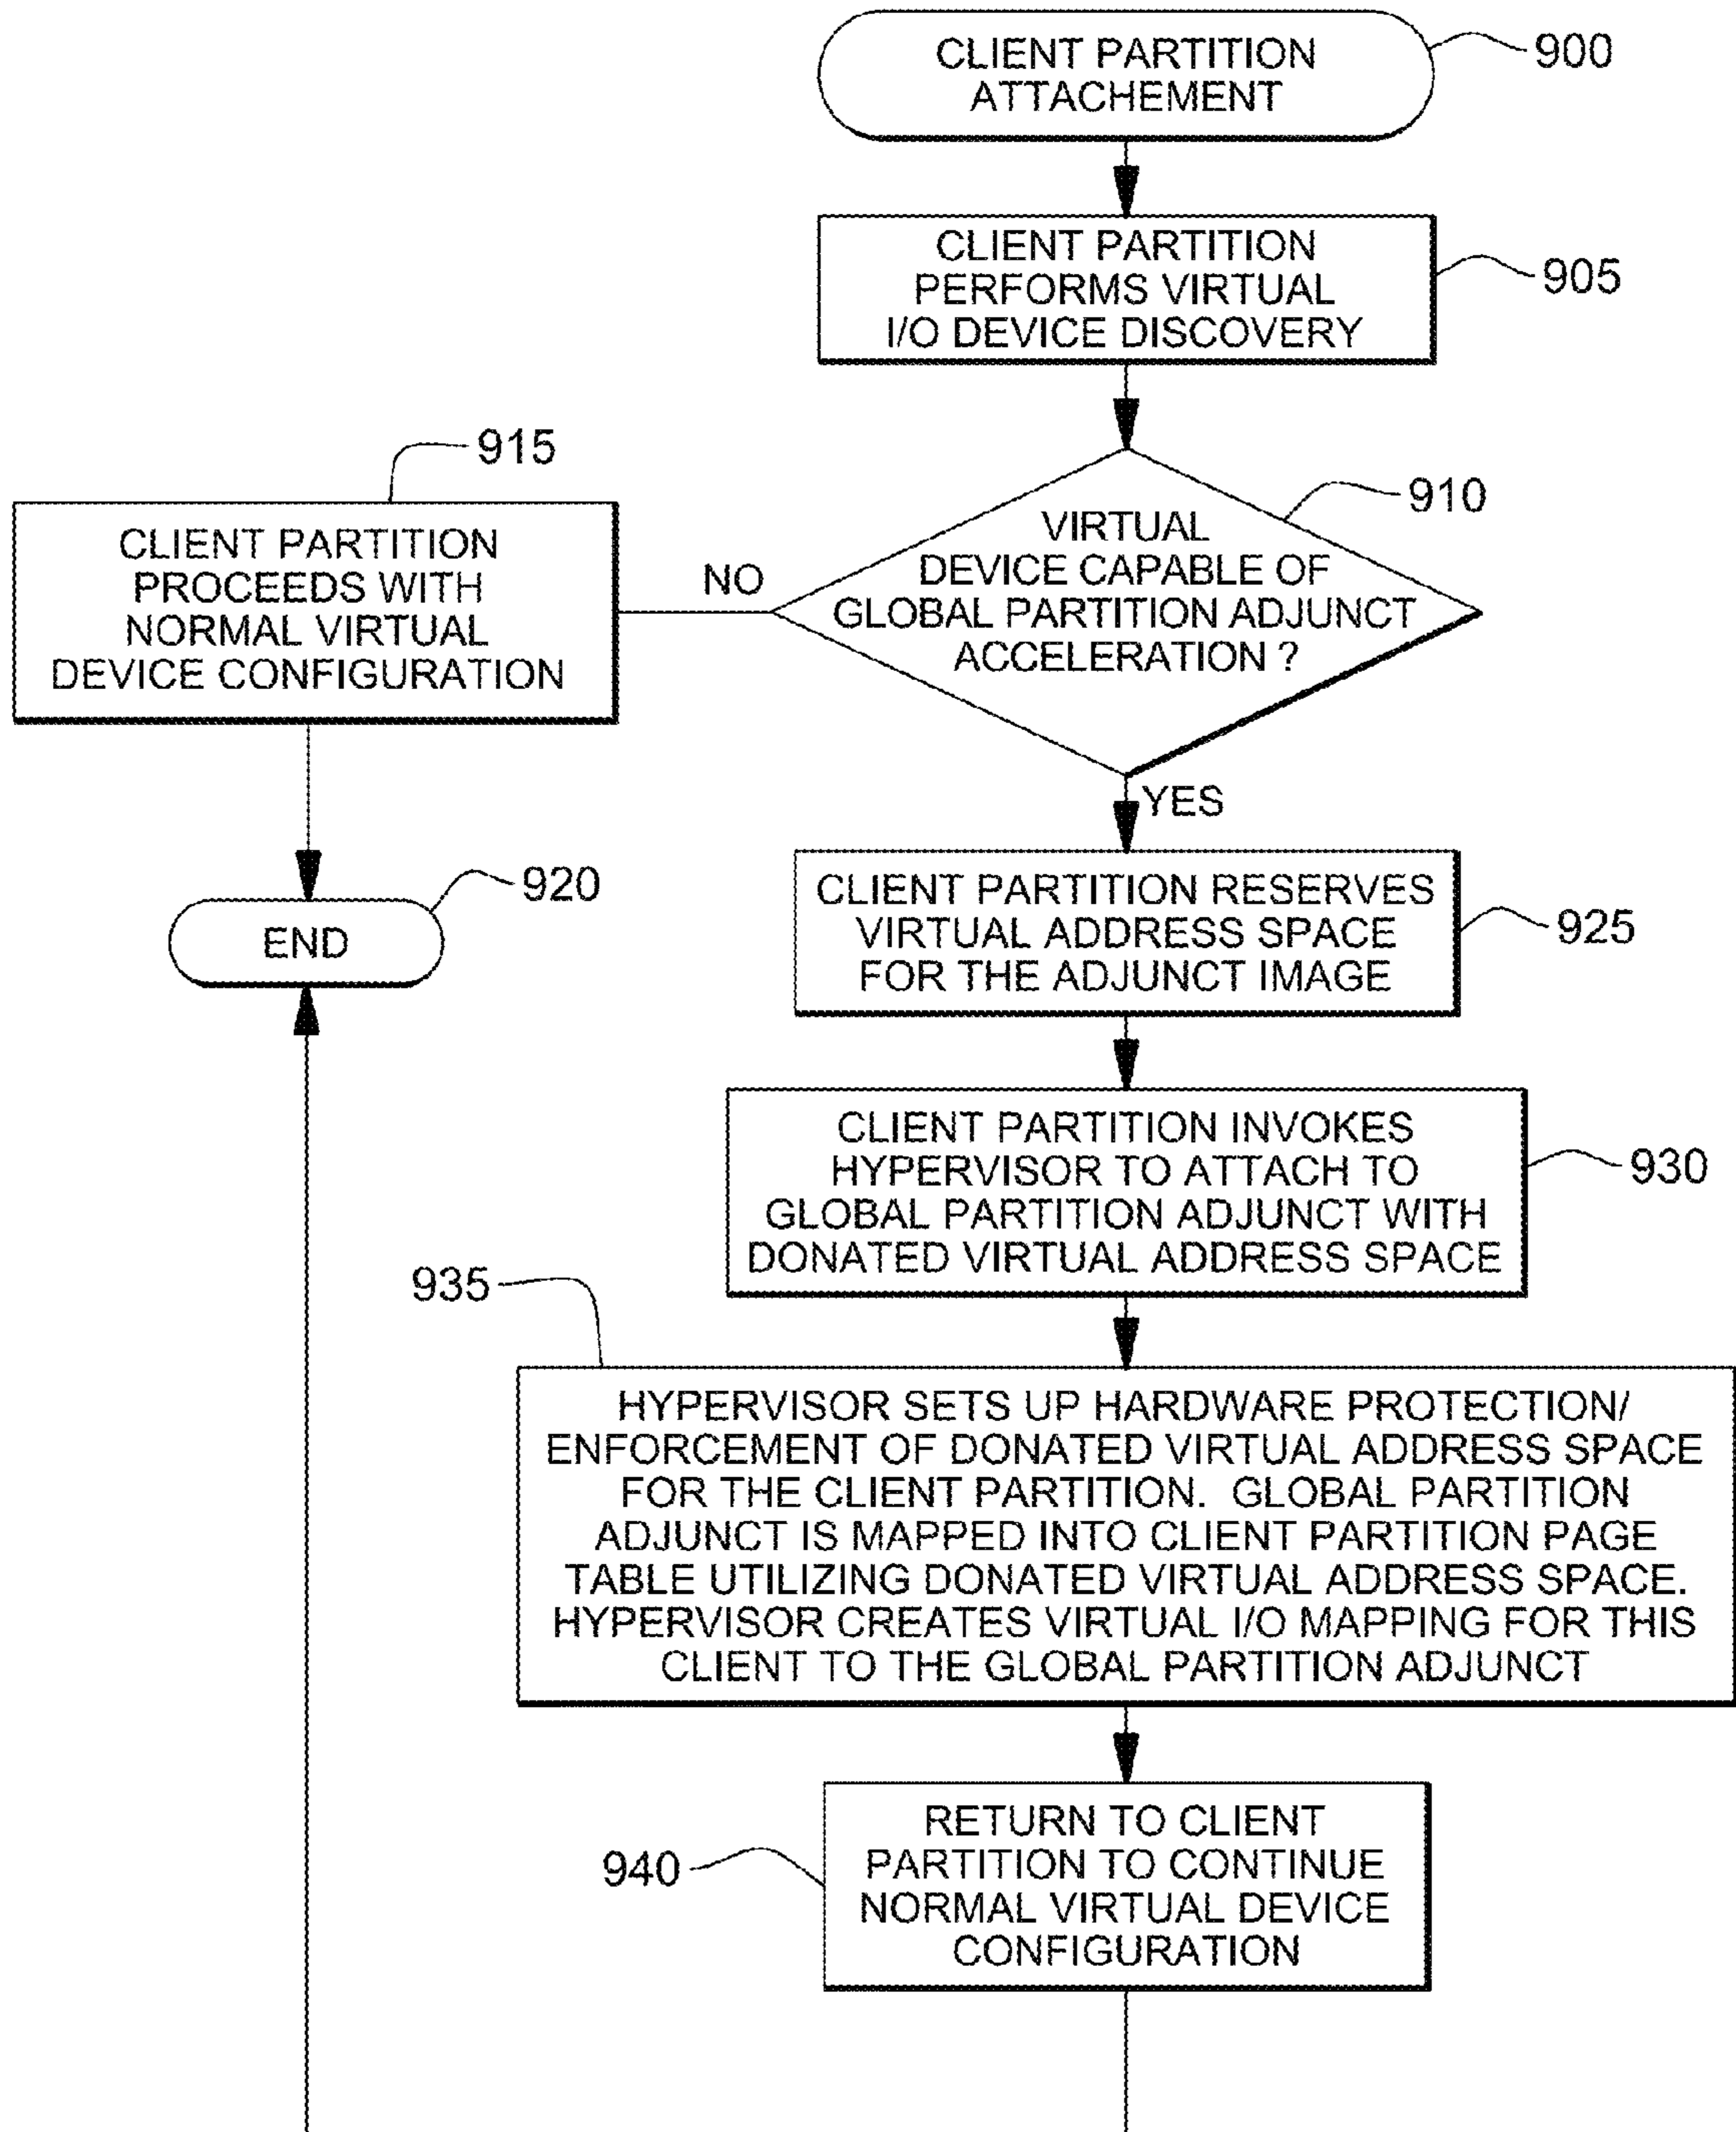 CLIENT PARTITION
ATTACHEMENT
900
CLIENT PARTITION
PERFORMS VIRTUAL
I/O DEVICE DISCOVERY
905
VIRTUAL
DEVICE CAPABLE OF
GLOBAL PARTITION ADJUNCT
ACCELERATION ?
910
NO
915
CLIENT PARTITION
PROCEEDS WITH
NORMAL VIRTUAL
DEVICE CONFIGURATION
END
920
YES
CLIENT PARTITION RESERVES
VIRTUAL ADDRESS SPACE
FOR THE ADJUNCT IMAGE
925
CLIENT PARTITION INVOKES
HYPERVISOR TO ATTACH TO
GLOBAL PARTITION ADJUNCT WITH
DONATED VIRTUAL ADDRESS SPACE
930
935
HYPERVISOR SETS UP HARDWARE PROTECTION/
ENFORCEMENT OF DONATED VIRTUAL ADDRESS SPACE
FOR THE CLIENT PARTITION. GLOBAL PARTITION
ADJUNCT IS MAPPED INTO CLIENT PARTITION PAGE
TABLE UTILIZING DONATED VIRTUAL ADDRESS SPACE.
HYPERVISOR CREATES VIRTUAL I/O MAPPING FOR THIS
CLIENT TO THE GLOBAL PARTITION ADJUNCT
940
RETURN TO CLIENT
PARTITION TO CONTINUE
NORMAL VIRTUAL DEVICE
CONFIGURATION